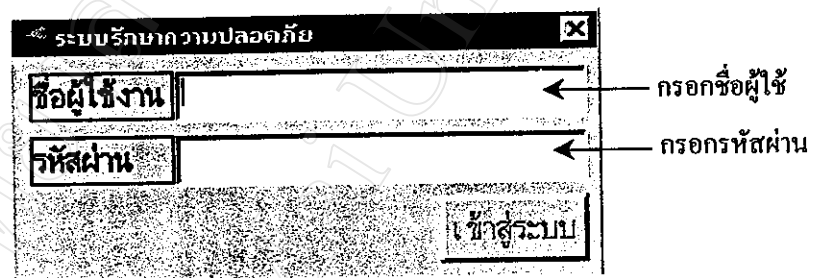 ระบบรักษาความปลอดภัย
ชื่อผู้ใช้งาน
กรอกชื่อผู้ใช้
รหัสผ่าน
กรอกรหัสผ่าน
เข้าสู่ระบบ